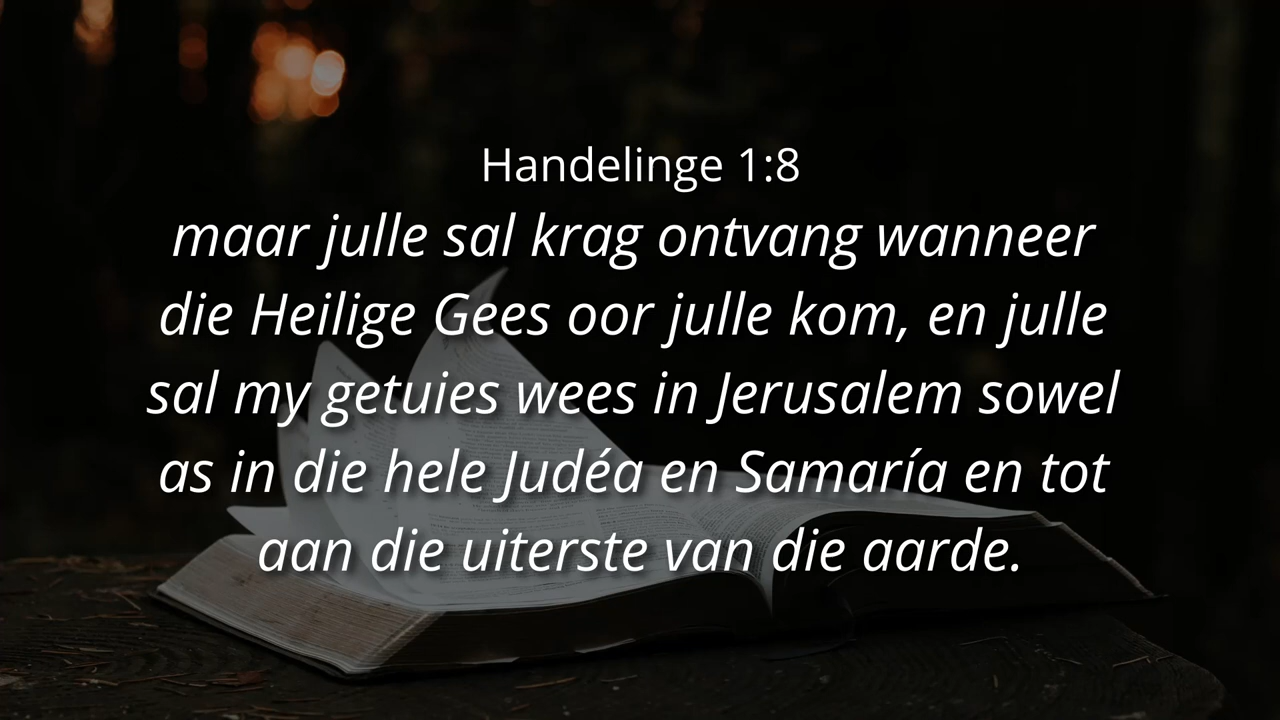 Handelinge 1:8
maar julle sal krag ontvang wanneer
die Heilige Gees oor julle kom, en julle
sal my getuies wees in Jerusalem sowel
as in die hele Judéa en Samaría en tot
aan die uiterste van die aarde.